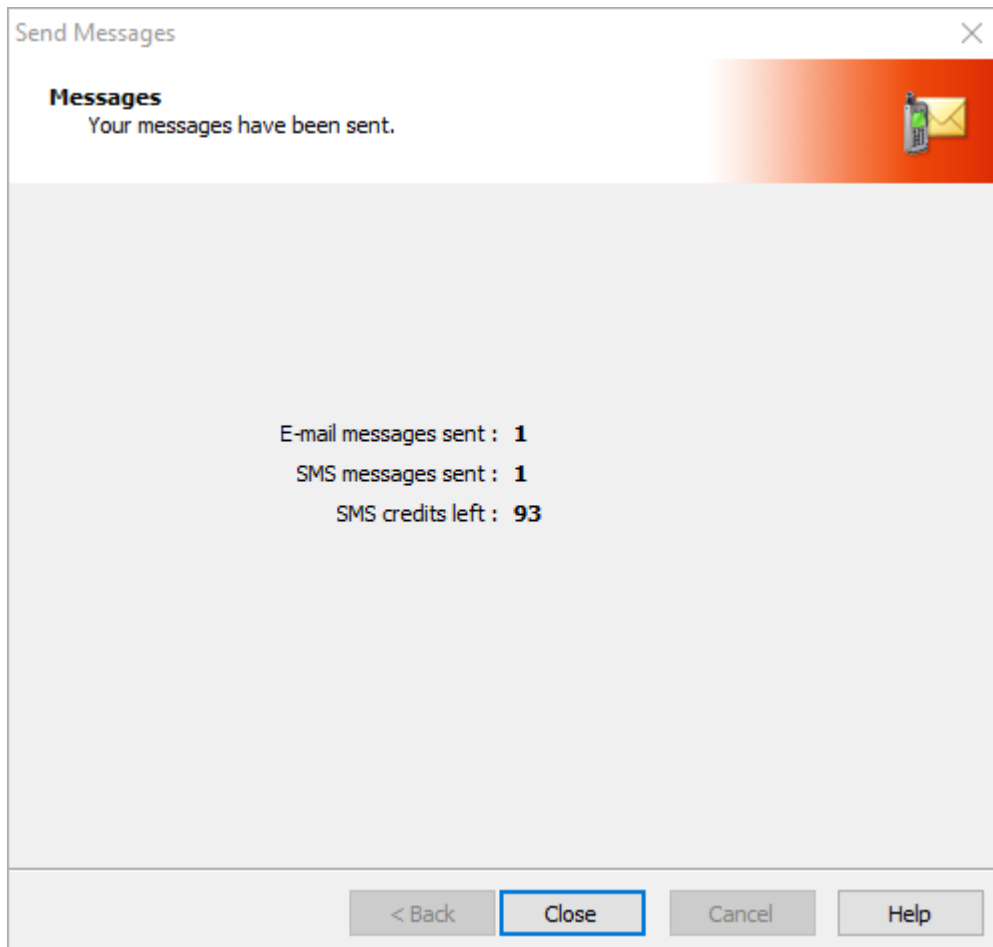 Send Messages
Messages
Your messages have been sent.
E-mail messages sent : 1
SMS messages sent : 1
SMS credits left : 93
< Back Close Cancel Help